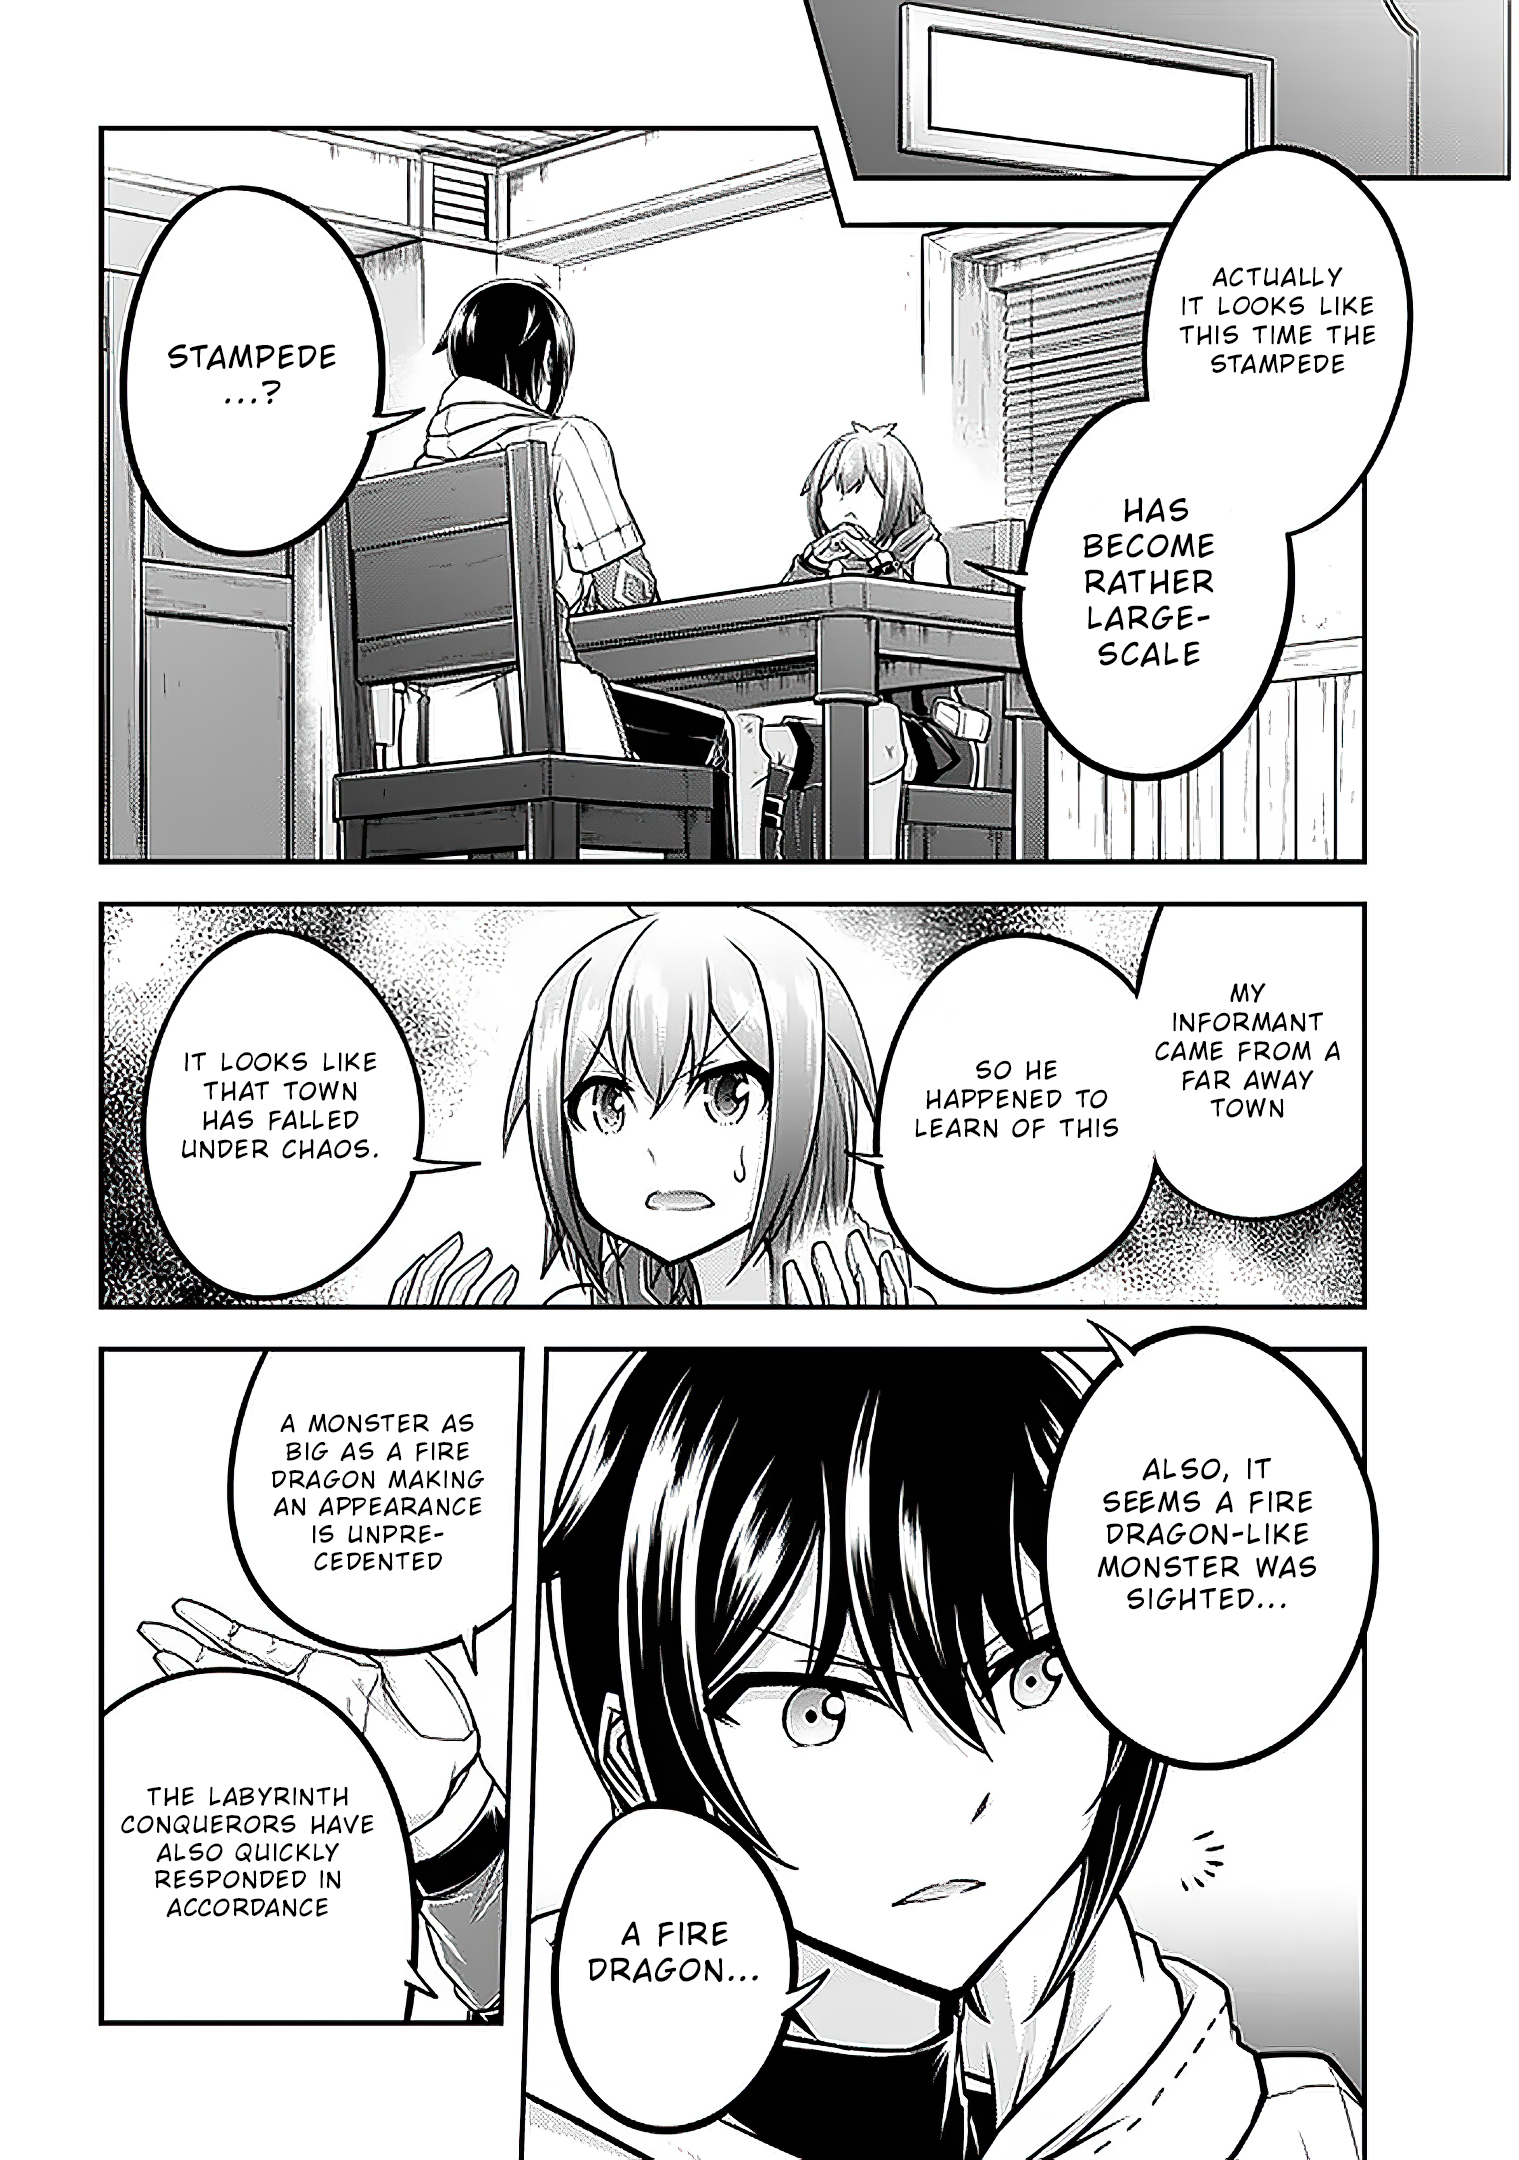 ACTUALLY
IT LOOKS LIKE
THIS TIME THE
STAMPEDE
HAS
BECOME
RATHER
LARGE-
SCALE
STAMPEDE
...?
MY
INFORMANT
CAME FROM A
FAR AWAY
TOWN
SO HE
HAPPENED TO
LEARN OF THIS
IT LOOKS LIKE
THAT TOWN
HAS FALLED
UNDER CHAOS.
ALSO, IT
SEEMS A FIRE
DRAGON-LIKE
MONSTER WAS
SIGHTED...
A FIRE
DRAGON...
A MONSTER AS
BIG AS A FIRE
DRAGON MAKING
AN APPEARANCE
IS UNPRE-
CEDENTED
THE LABYRINTH
CONQUERORS HAVE
ALSO QUICKLY
RESPONDED IN
ACCORDANCE